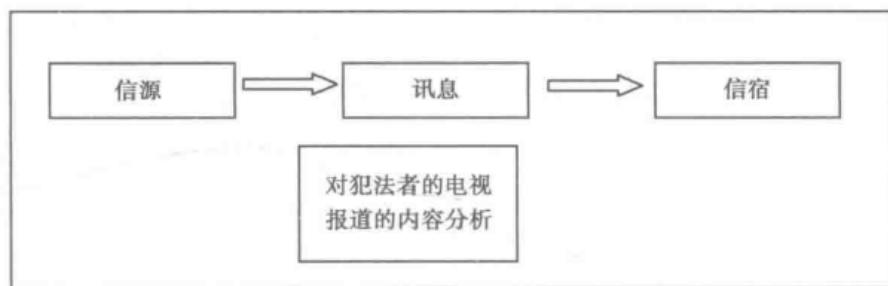 信源
讯息
信宿
对犯法者的电视
报道的内容分析